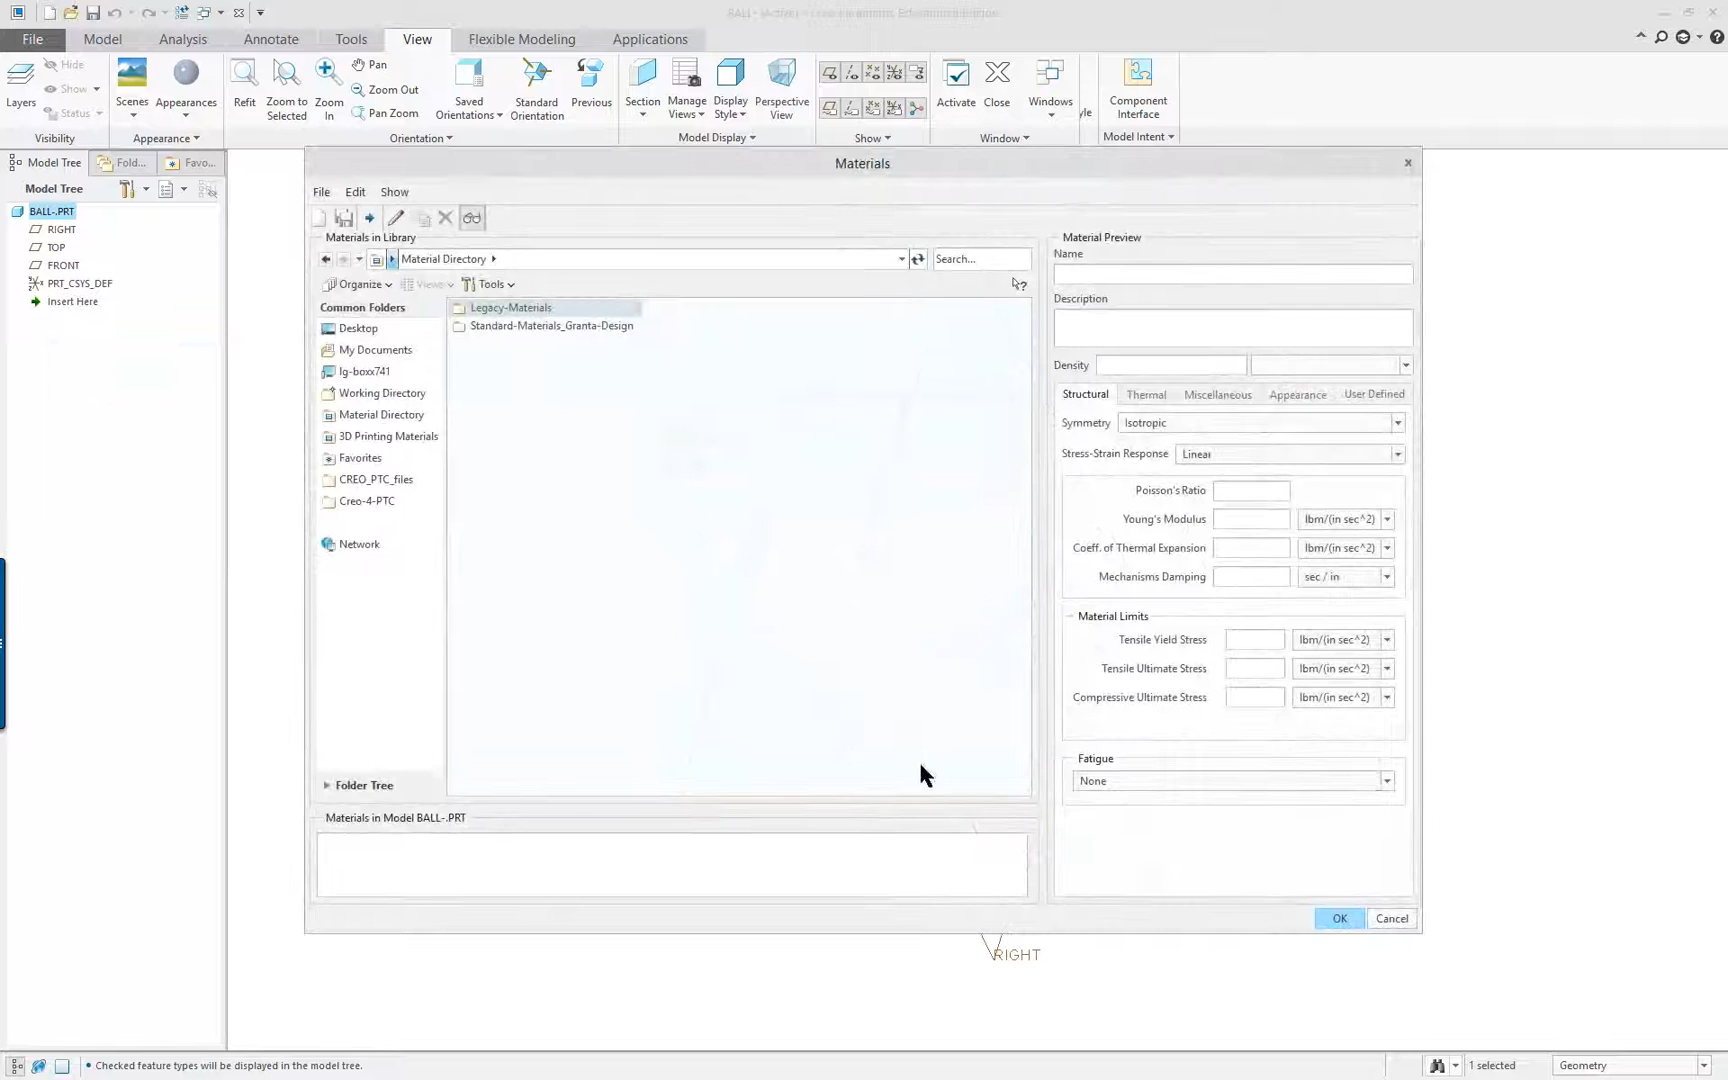 File Model Analysis Annotate Tools View Flexible Modeling Applications
Hide
Show
Status
Layers
Visibility
Scenes
Appearances
Appearance
Refit
Zoom to
Selected
Zoom
In
Pan
Zoom Out
Pan Zoom
Saved
Orientations
Standard
Orientation
Previous
Orientation
Section
Manage
Views
Display
Style
Perspective
View
Model Display
Show
Activate
Close
Windows
Window
yle
Component
Interface
Model Intent
Model Tree Fold... Favo...
Model Tree
BALL-.PRT
RIGHT
TOP
FRONT
PRT_CSYS_DEF
Insert Here
Materials
File Edit Show
Materials in Library
Material Directory
Search...
Organize Views Tools
Common Folders
Desktop
My Documents
lg-boxx741
Working Directory
Material Directory
3D Printing Materials
Favorites
CREO_PTC_files
Creo-4-PTC
Network
Folder Tree
Legacy-Materials
Standard-Materials_Granta-Design
Materials in Model BALL-.PRT
Material Preview
Name
Description
Density
Structural Thermal Miscellaneous Appearance User Defined
Symmetry Isotropic
Stress-Strain Response Linear
Poisson's Ratio
Young's Modulus lbm/(in sec^2)
Coeff. of Thermal Expansion lbm/(in sec^2)
Mechanisms Damping sec / in
Material Limits
Tensile Yield Stress lbm/(in sec^2)
Tensile Ultimate Stress lbm/(in sec^2)
Compressive Ultimate Stress lbm/(in sec^2)
Fatigue
None
OK Cancel
RIGHT
• Checked feature types will be displayed in the model tree.
1 selected
Geometry